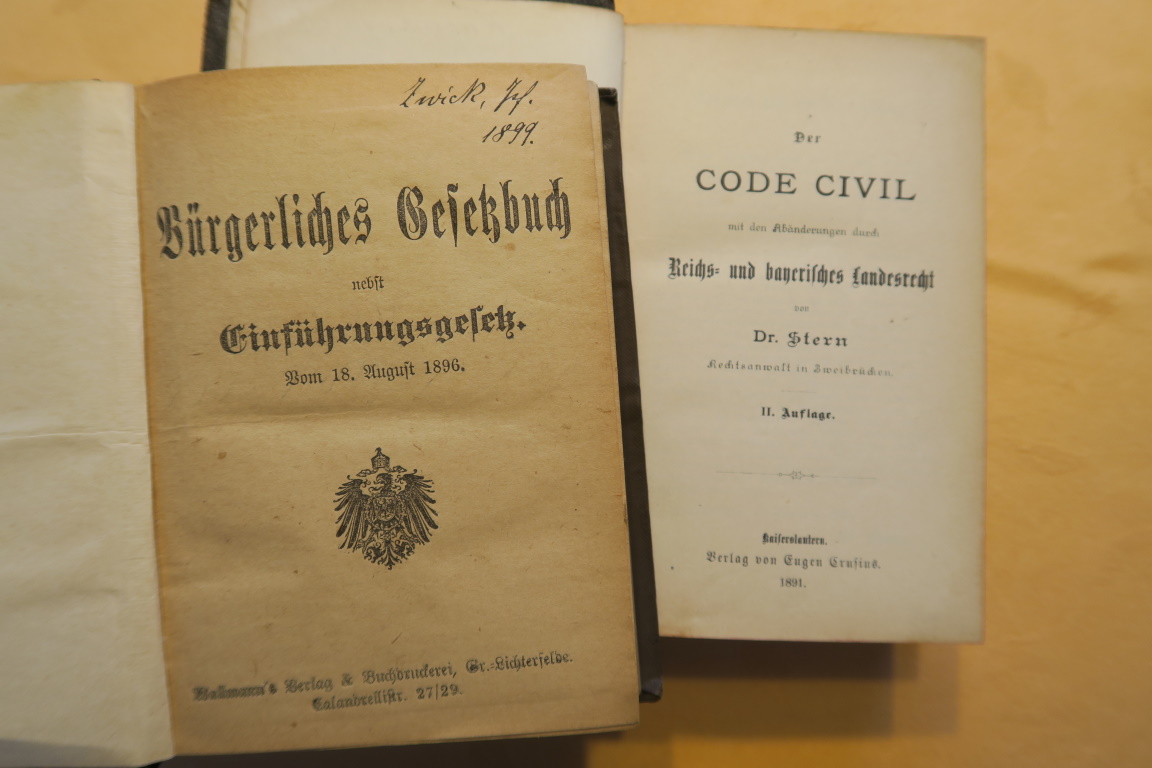 Zwick, Jf.
1899.
Bürgerliches Gesetzbuch
nebst
Einführungsgesetz.
Vom 18. August 1896.
Verlag & Buchdruckerei, Gr.-Lichterfelde.
Calandrellistr. 27/29.
Der
CODE CIVIL
mit den Abänderungen durch
Reichs- und bayerisches Landesrecht
von
Dr. Stern
Rechtsanwalt in Zweibrücken.
II. Auflage.
Kaiserslautern.
Verlag von Eugen Crusius.
1891.